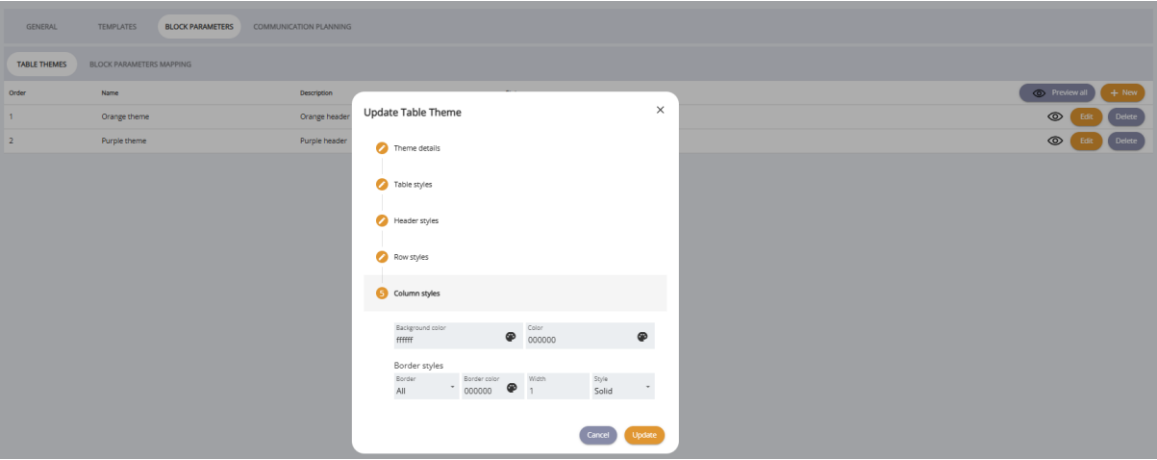 GENERAL TEMPLATES BLOCK PARAMETERS COMMUNICATION PLANNING
TABLE THEMES BLOCK PARAMETERS MAPPING
Order Name Description Preview all + New
1 Orange theme Orange header Edit Delete
2 Purple theme Purple header Edit Delete
Update Table Theme
Theme details
Table styles
Header styles
Row styles
5 Column styles
Background color Color
ffffff 000000
Border styles
Border Border color Width Style
All 000000 1 Solid
Cancel Update